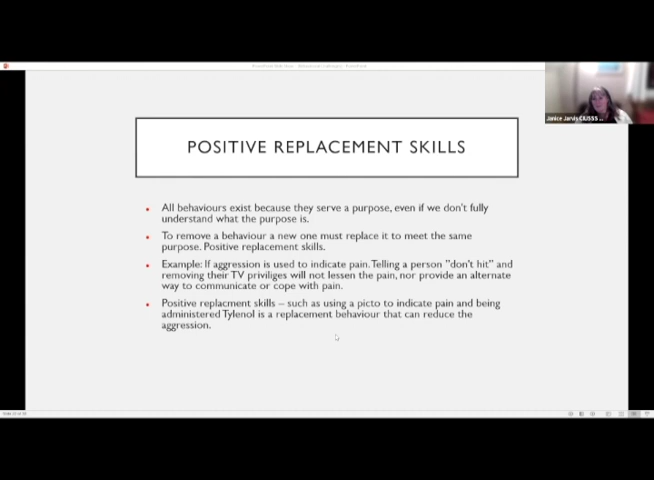 Janice Jarvis CIUSSS ...
POSITIVE REPLACEMENT SKILLS
All behaviours exist because they serve a purpose, even if we don't fully
understand what the purpose is.
To remove a behaviour a new one must replace it to meet the same
purpose. Positive replacement skills.
Example: If aggression is used to indicate pain. Telling a person "don't hit" and
removing their TV priviliges will not lessen the pain, nor provide an alternate
way to communicate or cope with pain.
Positive replacment skills – such as using a picto to indicate pain and being
administered Tylenol is a replacement behaviour that can reduce the
aggression.